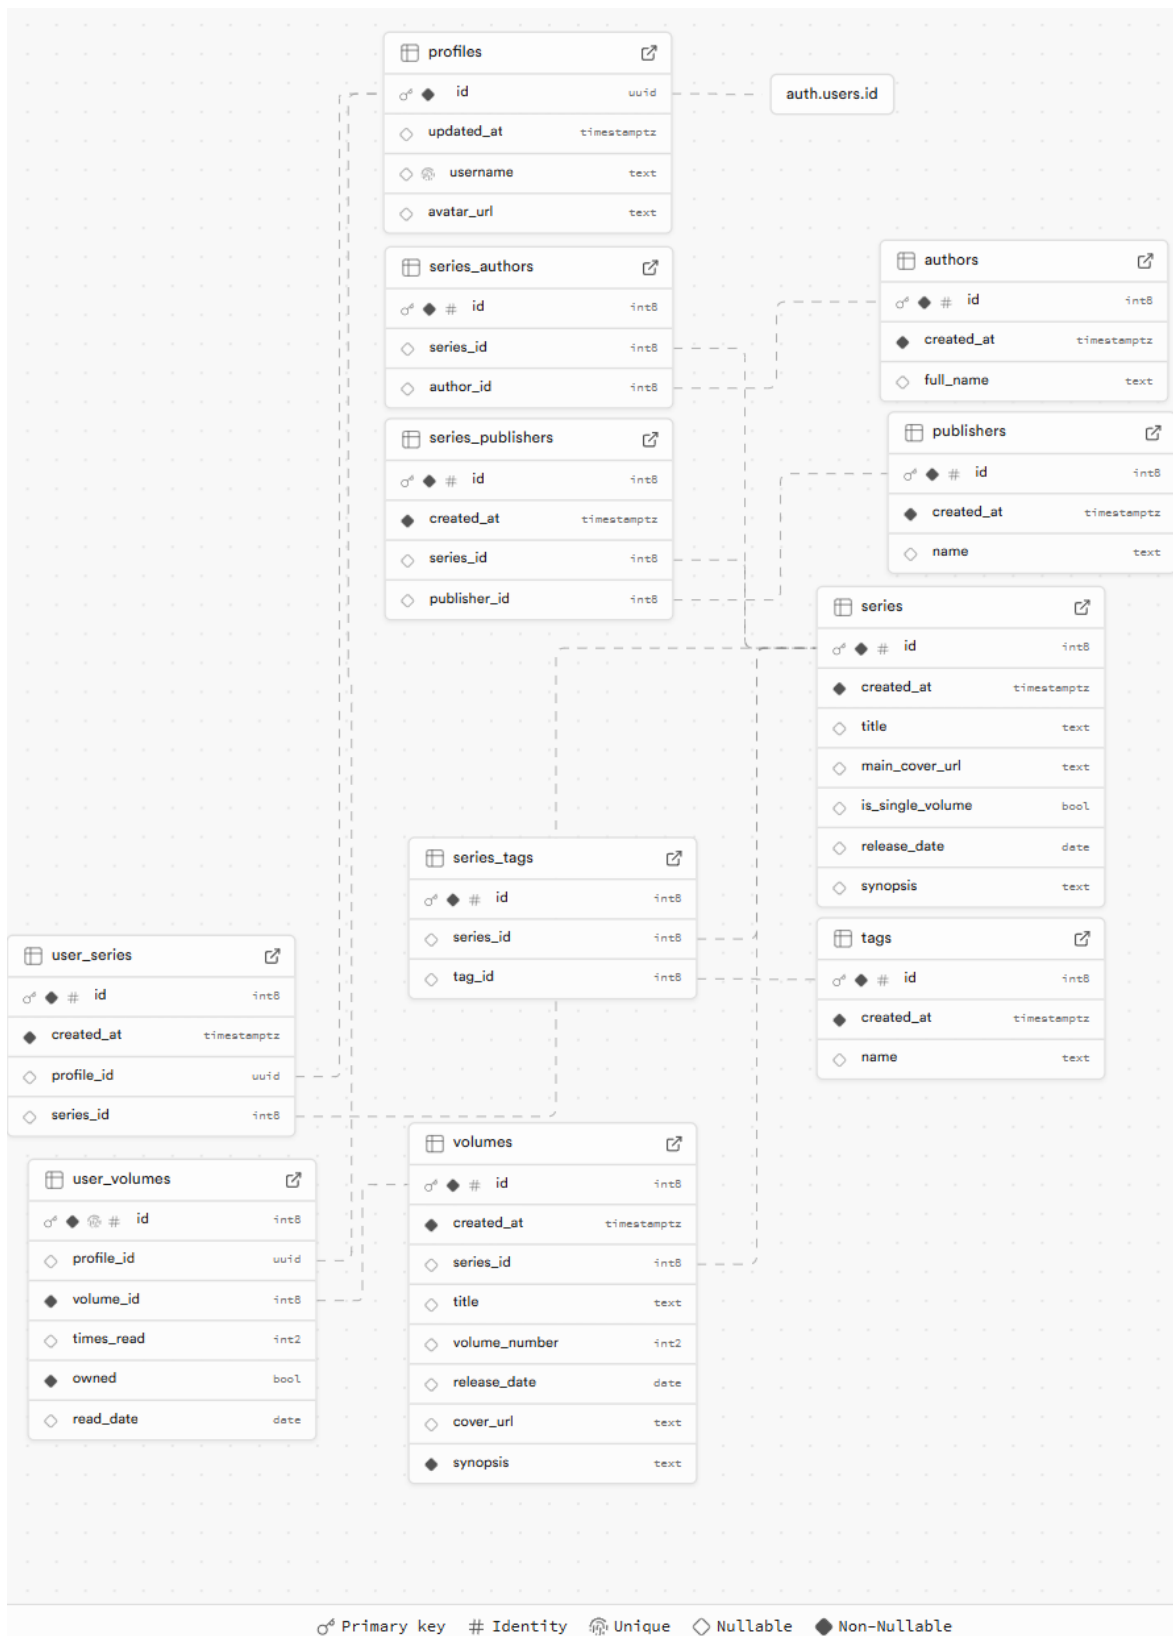 profiles
id uuid
updated_at timestamptz
username text
avatar_url text
auth.users.id
series_authors
id int8
series_id int8
author_id int8
authors
id int8
created_at timestamptz
full_name text
series_publishers
id int8
created_at timestamptz
series_id int8
publisher_id int8
publishers
id int8
created_at timestamptz
name text
series
id int8
created_at timestamptz
title text
main_cover_url text
is_single_volume bool
release_date date
synopsis text
series_tags
id int8
series_id int8
tag_id int8
tags
id int8
created_at timestamptz
name text
user_series
id int8
created_at timestamptz
profile_id uuid
series_id int8
user_volumes
id int8
profile_id uuid
volume_id int8
times_read int2
owned bool
read_date date
volumes
id int8
created_at timestamptz
series_id int8
title text
volume_number int2
release_date date
cover_url text
synopsis text
Primary key # Identity Unique Nullable Non-Nullable